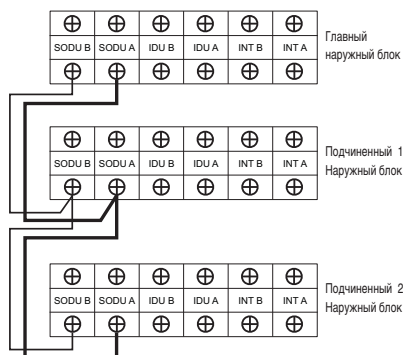 SODU B SODU A IDU B IDU A INT B INT A
Главный
наружный блок
SODU B SODU A IDU B IDU A INT B INT A
Подчиненный 1
Наружный блок
SODU B SODU A IDU B IDU A INT B INT A
Подчиненный 2
Наружный блок